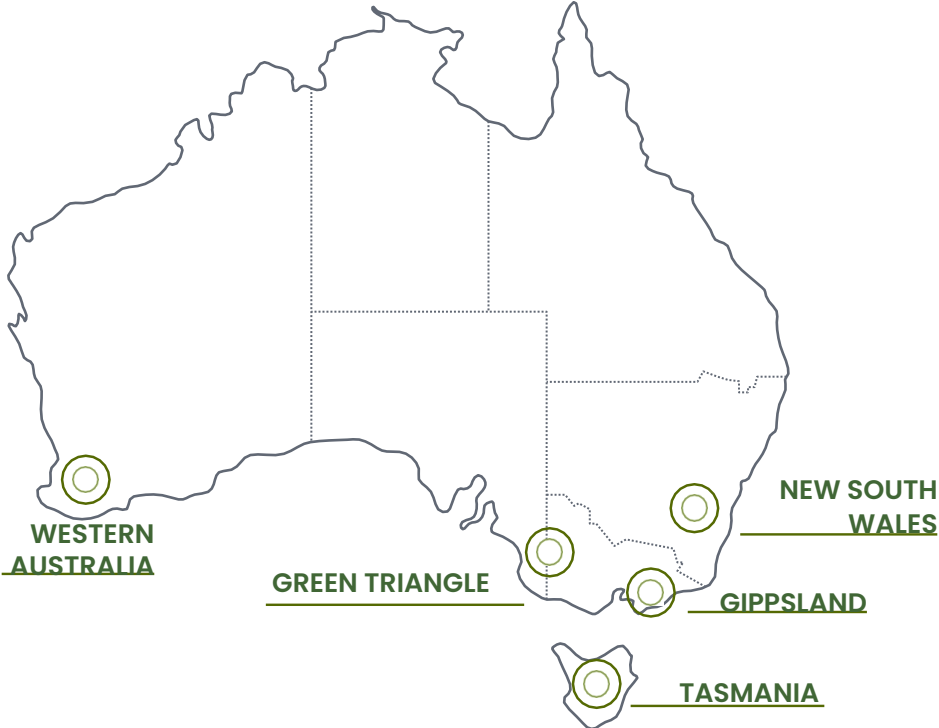 NEW SOUTH
WALES
WESTERN
AUSTRALIA
GREEN TRIANGLE
GIPPSLAND
TASMANIA